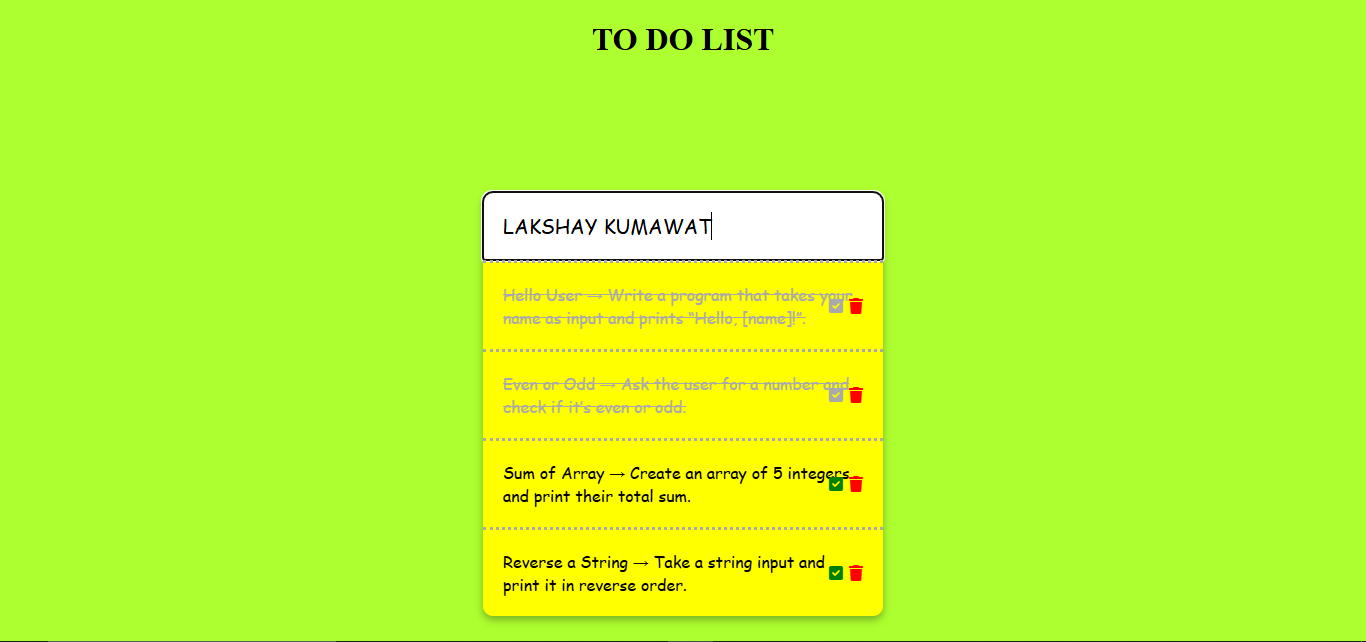 TO DO LIST
LAKSHAY KUMAWAT
Hello User → Write a program that takes your
name as input and prints “Hello, [name]!”.
Even or Odd → Ask the user for a number and
check if it’s even or odd.
Sum of Array → Create an array of 5 integers
and print their total sum.
Reverse a String → Take a string input and
print it in reverse order.